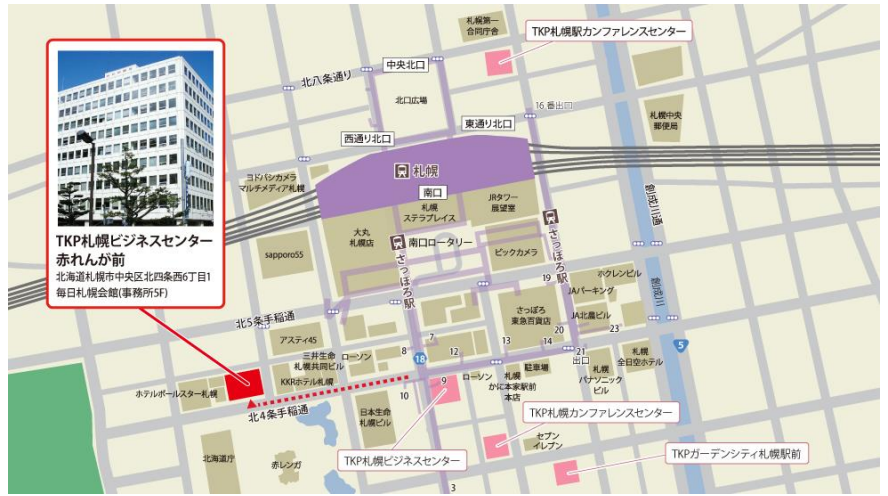 TKP札幌ビジネスセンター
赤れんが前
北海道札幌市中央区北四条西6丁目1
毎日札幌会館(事務所5F)
札幌第一
合同庁舎
TKP札幌駅カンファレンスセンター
中央北口
北八条通り
北口広場
16番出口
札幌中央
郵便局
西通り北口
東通り北口
ヨドバシカメラ
マルチメディア札幌
札幌
南口
札幌
ステラプレイス
JRタワー
展望室
大丸
札幌店
南口ロータリー
さっぽろ駅
ビックカメラ
さっぽろ駅
創成川通
創成川
sapporo55
19
ホクレンビル
JAパーキング
JA北農ビル
さっぽろ
東急百貨店
20
23
北5条手稲通
アスティ45
7
8
18
12
13
14
21
出口
5
三井生命
札幌共同ビル
ローソン
KKRホテル札幌
ホテルポールスター札幌
北4条手稲通
9
10
ローソン
札幌
かに本家駅前
本店
駐車場
札幌
パナソニック
ビル
札幌
全日空ホテル
日本生命
札幌ビル
TKP札幌カンファレンスセンター
北海道庁
赤レンガ
TKP札幌ビジネスセンター
セブン
イレブン
TKPガーデンシティ札幌駅前
3